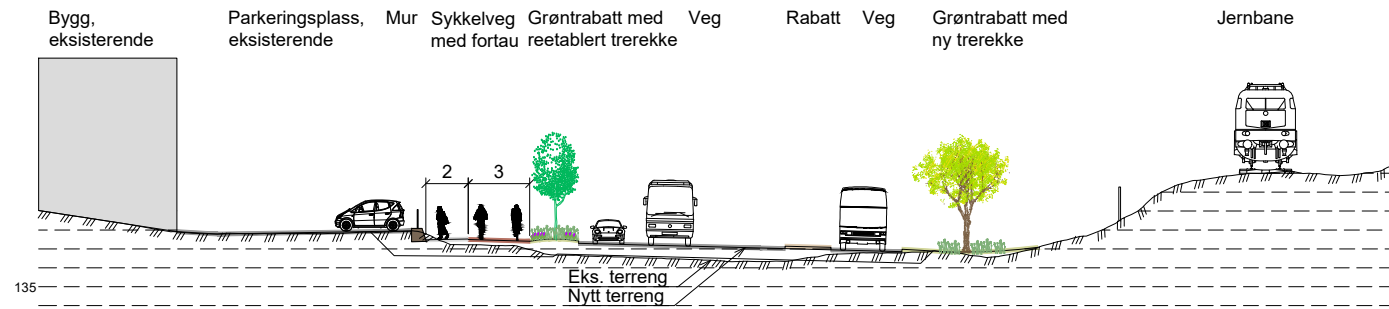 Bygg,
eksisterende
Parkeringsplass,
eksisterende
Mur
Sykkelveg
med fortau
Grøntrabatt med
reetablert trerekke
Veg
Rabatt
Veg
Grøntrabatt med
ny trerekke
Jernbane
2
3
Eks. terreng
Nytt terreng
135